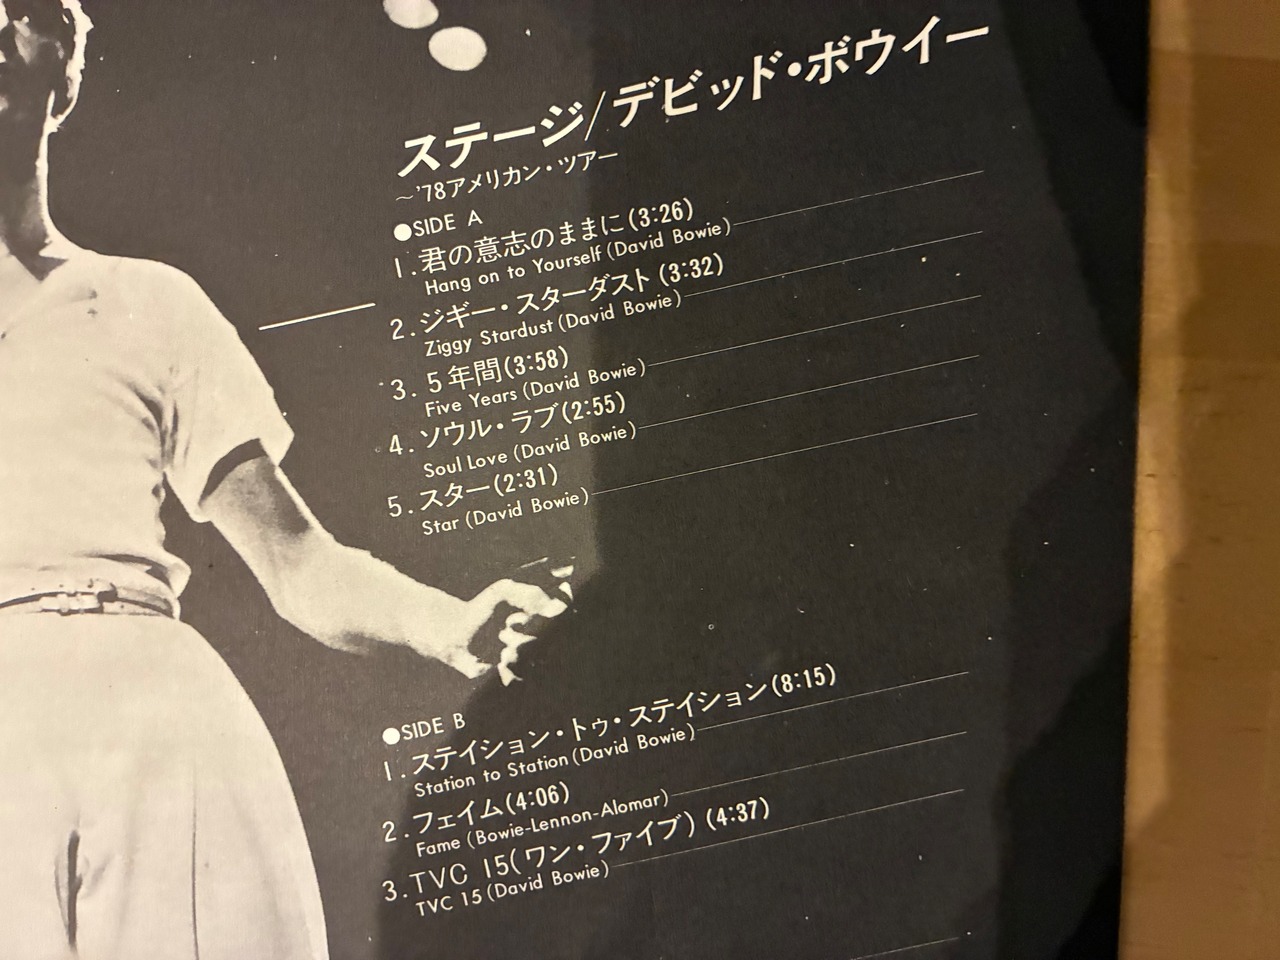 ステージ/デビッド・ボウイー
〜'78アメリカン・ツアー
●SIDE A
1.君の意志のままに(3:26)
Hang on to Yourself (David Bowie)
2.ジギー・スターダスト(3:32)
Ziggy Stardust (David Bowie)
3.5年間(3:58)
Five Years (David Bowie)
4.ソウル・ラブ(2:55)
Soul Love (David Bowie)
5.スター(2:31)
Star (David Bowie)
●SIDE B
1.ステイション・トゥ・ステイション(8:15)
Station to Station (David Bowie)
2.フェイム(4:06)
Fame (Bowie-Lennon-Alomar)
3.TVC 15(ワン・ファイブ) (4:37)
TVC 15 (David Bowie)